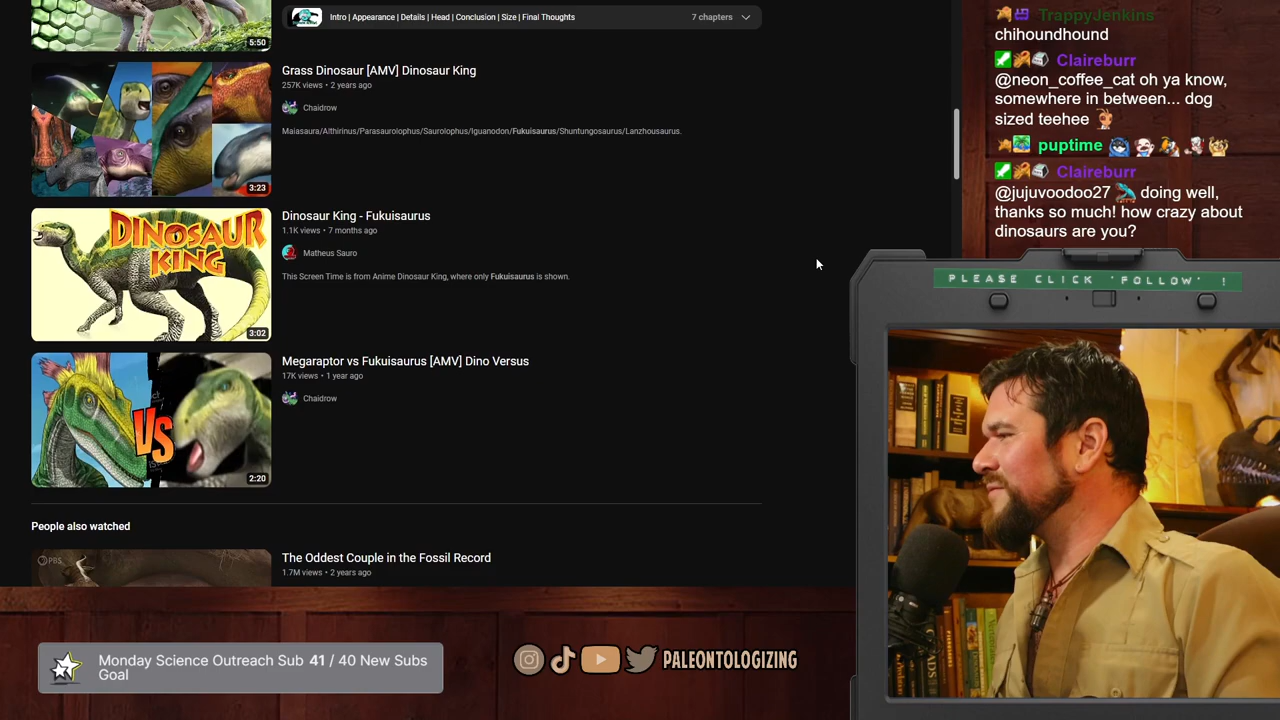 5:50
Intro | Appearance | Details | Head | Conclusion | Size | Final Thoughts
7 chapters
Grass Dinosaur [AMV] Dinosaur King
257K views • 2 years ago
Chaidrow
Maiasaura/Althirinus/Parasaurolophus/Saurolophus/Iguanodon/Fukuisaurus/Shuntungosaurus/Lanzhousaurus.
3:23
DINOSAUR
KING
3:02
Dinosaur King - Fukuisaurus
1.1K views • 7 months ago
Matheus Sauro
This Screen Time is from Anime Dinosaur King, where only Fukuisaurus is shown.
VS
2:20
Megaraptor vs Fukuisaurus [AMV] Dino Versus
17K views • 1 year ago
Chaidrow
People also watched
PBS
The Oddest Couple in the Fossil Record
1.7M views • 2 years ago
Monday Science Outreach Sub 41 / 40 New Subs
Goal
PALEONTOLOGIZING
TrappyJenkins
chihoundhound
Claireburr
@neon_coffee_cat oh ya know,
somewhere in between... dog
sized teehee
puptime
Claireburr
@jujuvoodoo27 doing well,
thanks so much! how crazy about
dinosaurs are you?
PLEASE CLICK 'FOLLOW' !